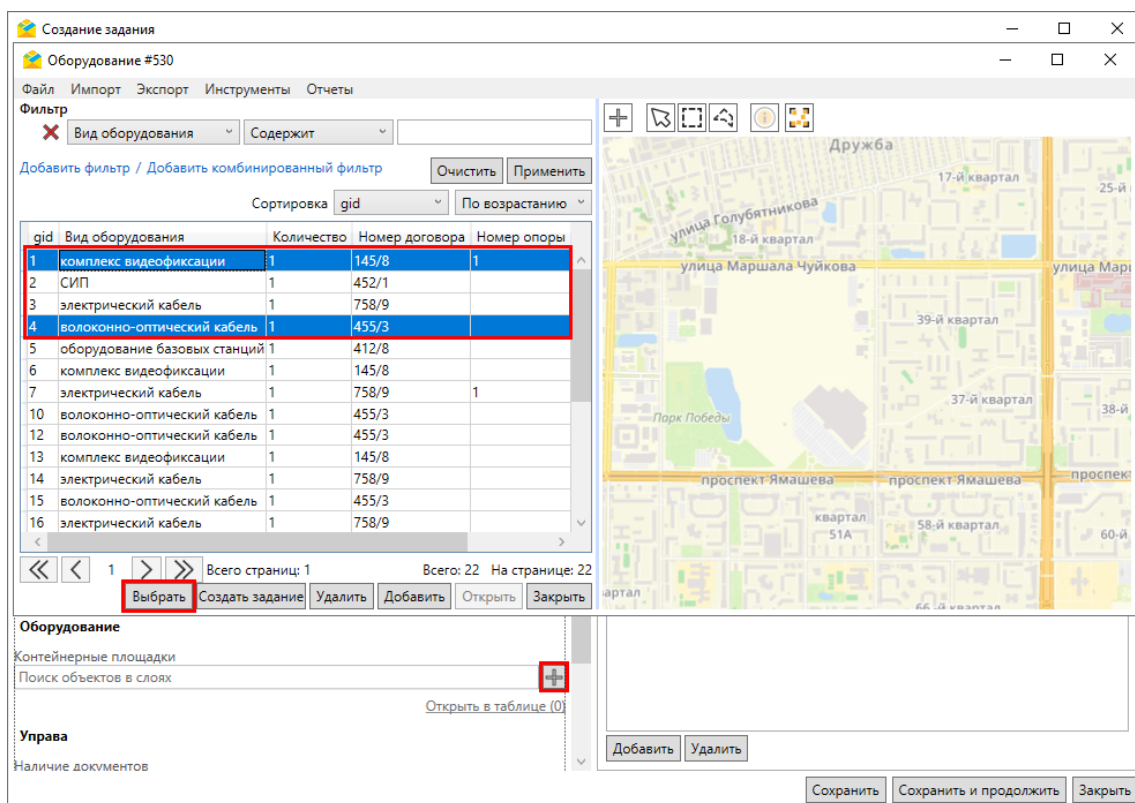 Создание задания
Оборудование #530
Файл Импорт Экспорт Инструменты Отчеты
Фильтр
Вид оборудования Содержит
Добавить фильтр / Добавить комбинированный фильтр
Очистить Применить
Сортировка gid По возрастанию
gid Вид оборудования Количество Номер договора Номер опоры
1 комплекс видеофиксации 1 145/8 1
2 СИП 1 452/1
3 электрический кабель 1 758/9
4 волоконно-оптический кабель 1 455/3
5 оборудование базовых станций 1 412/8
6 комплекс видеофиксации 1 145/8
7 электрический кабель 1 758/9 1
10 волоконно-оптический кабель 1 455/3
12 волоконно-оптический кабель 1 455/3
13 комплекс видеофиксации 1 145/8
14 электрический кабель 1 758/9
15 волоконно-оптический кабель 1 455/3
16 электрический кабель 1 758/9
1 Всего страниц: 1 Всего: 22 На странице: 22
Выбрать Создать задание Удалить Добавить Открыть Закрыть
Дружба
17-й квартал
25-й
улица Голубятникова
18-й квартал
улица Маршала Чуйкова
улица Мар
39-й квартал
37-й квартал
38-й
Парк Победы
проспект Ямашева
проспект Ямашева
проспек
квартал
51А
58-й квартал
60-й
артал
66-й квартал
Оборудование
Контейнерные площадки
Поиск объектов в слоях
Открыть в таблице (0)
Управа
Наличие документов
Добавить Удалить
Сохранить Сохранить и продолжить Закрыть